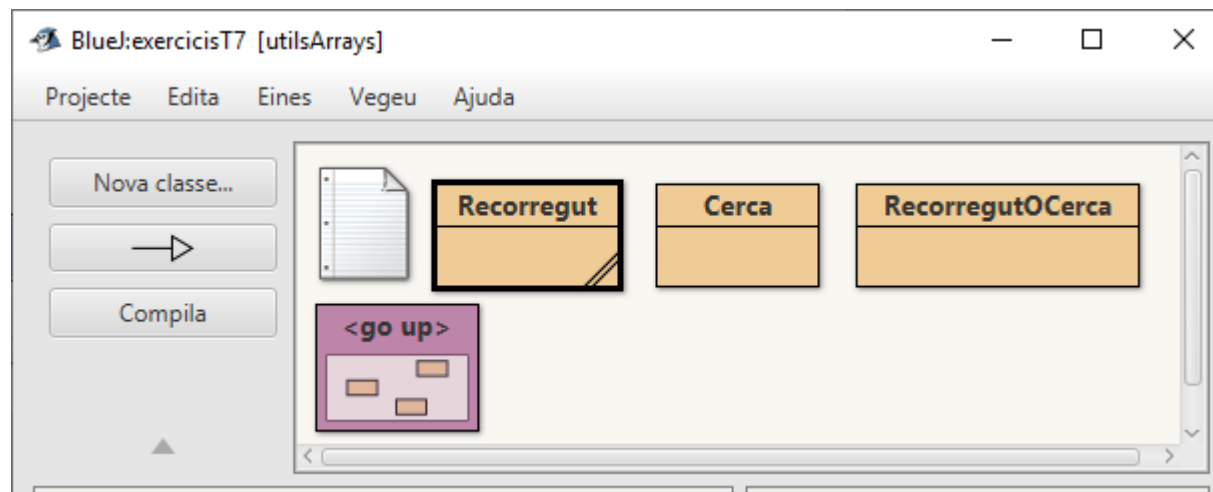 BlueJ:exercicisT7 [utilsArrays]
Projecte Edita Eines Vegeu Ajuda
Nova classe...
Compila
Recorregut Cerca RecorregutOCerca
<go up>